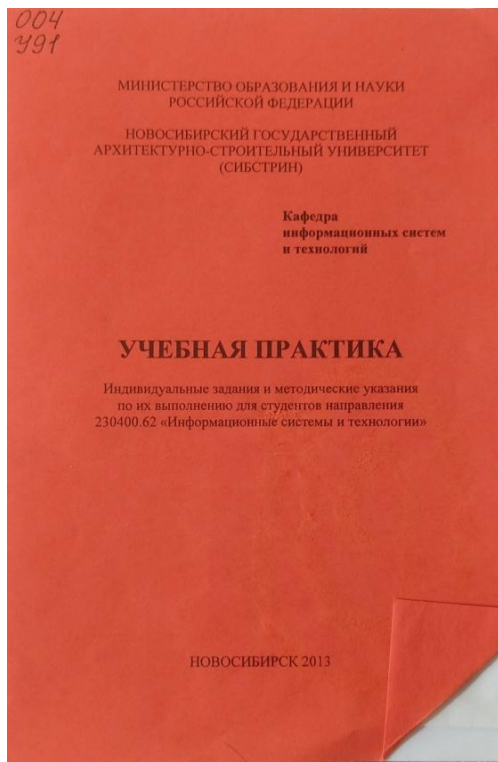 004
У91
МИНИСТЕРСТВО ОБРАЗОВАНИЯ И НАУКИ
РОССИЙСКОЙ ФЕДЕРАЦИИ
НОВОСИБИРСКИЙ ГОСУДАРСТВЕННЫЙ
АРХИТЕКТУРНО-СТРОИТЕЛЬНЫЙ УНИВЕРСИТЕТ
(СИБСТРИН)
Кафедра
информационных систем
и технологий
УЧЕБНАЯ ПРАКТИКА
Индивидуальные задания и методические указания
по их выполнению для студентов направления
230400.62 «Информационные системы и технологии»
НОВОСИБИРСК 2013